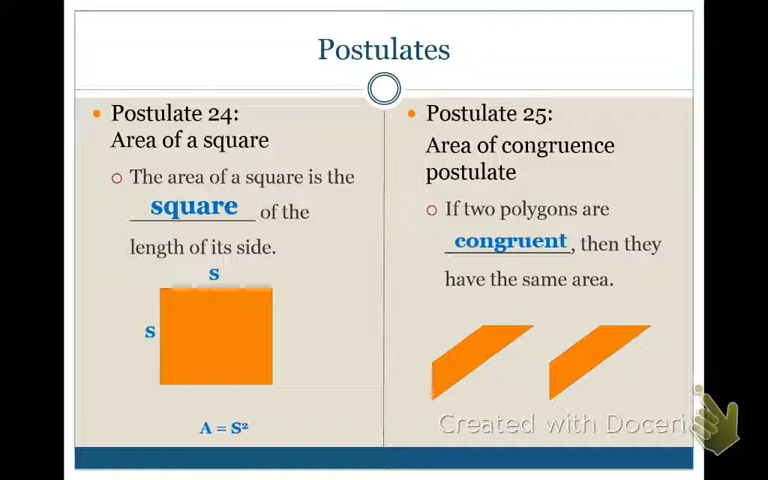 Postulates
Postulate 24:
Area of a square
The area of a square is the
square of the
length of its side.
s
s
A = S²
Postulate 25:
Area of congruence
postulate
If two polygons are
congruent, then they
have the same area.
Created with Doceri